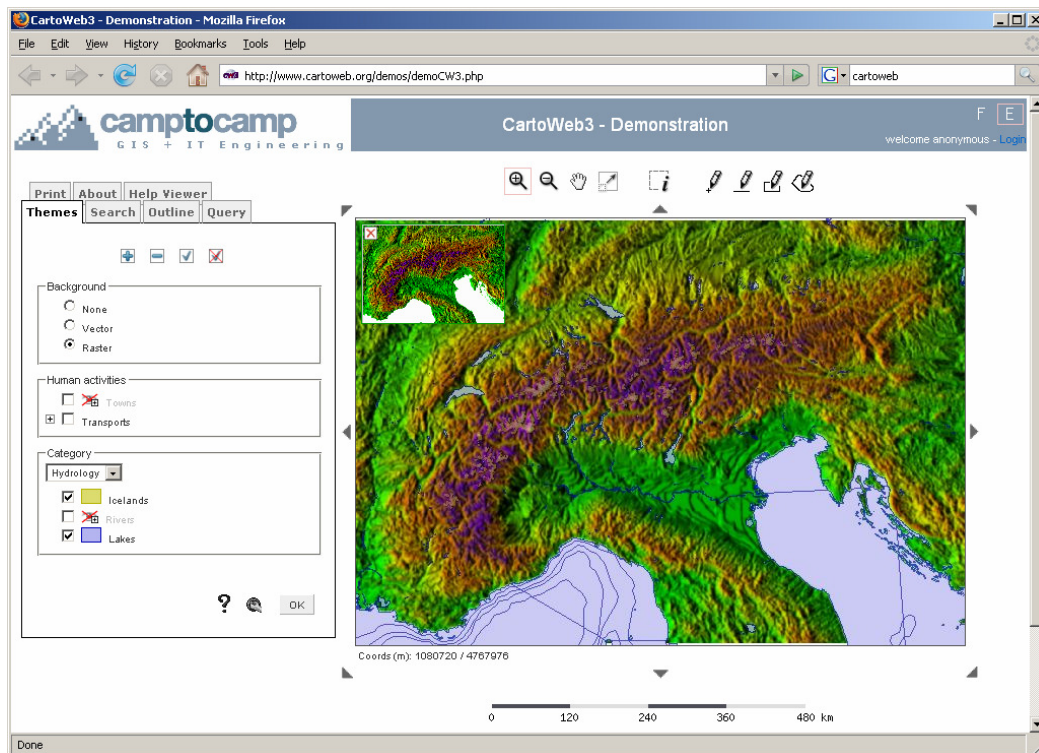 CartoWeb3 - Demonstration - Mozilla Firefox
File Edit View History Bookmarks Tools Help
CW3 http://www.cartoweb.org/demos/demoCW3.php G cartoweb
camptocamp
GIS + IT Engineering
CartoWeb3 - Demonstration
F E
welcome anonymous - Login
Print About Help Viewer
Themes Search Outline Query
Background
None
Vector
Raster
Human activities
Towns
Transports
Category
Hydrology
Icelands
Rivers
Lakes
? OK
Coords (m): 1080720 / 4767976
0 120 240 360 480 km
Done